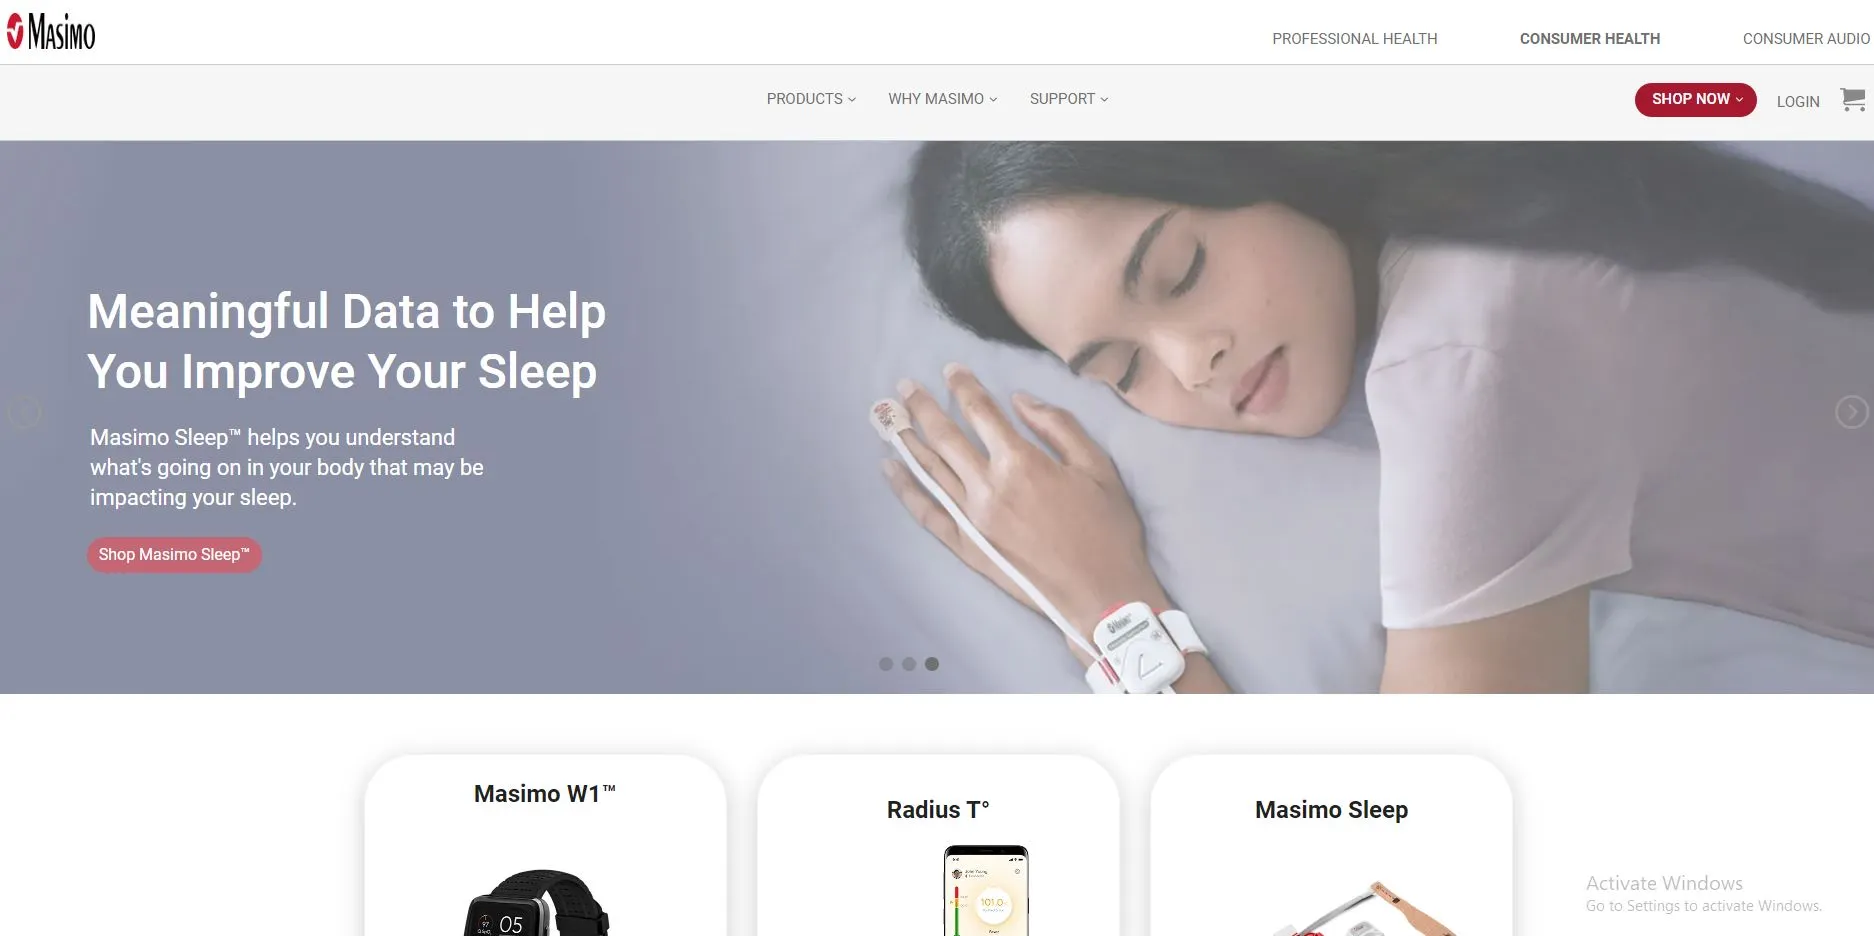 Masimo
PROFESSIONAL HEALTH
CONSUMER HEALTH
CONSUMER AUDIO
PRODUCTS
WHY MASIMO
SUPPORT
SHOP NOW
LOGIN
Meaningful Data to Help
You Improve Your Sleep
Masimo Sleep™ helps you understand
what's going on in your body that may be
impacting your sleep.
Shop Masimo Sleep™
Masimo W1™
Radius T°
Masimo Sleep
97
05
101.0
Activate Windows
Go to Settings to activate Windows.